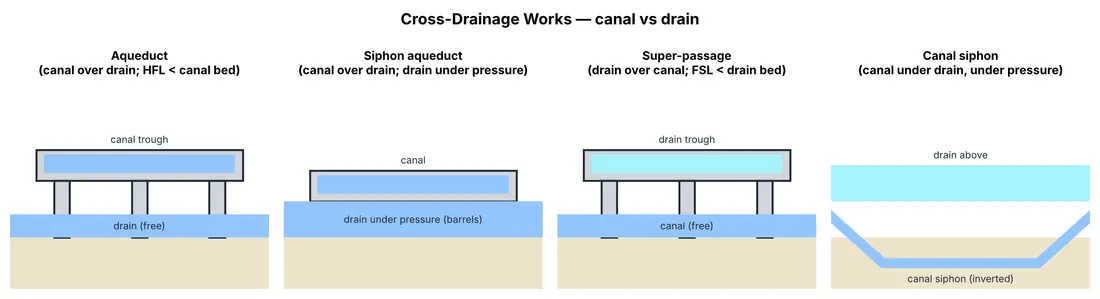 Cross-Drainage Works — canal vs drain
Aqueduct
(canal over drain; HFL < canal bed)
canal trough
drain (free)
Siphon aqueduct
(canal over drain; drain under pressure)
canal
drain under pressure (barrels)
Super-passage
(drain over canal; FSL < drain bed)
drain trough
canal (free)
Canal siphon
(canal under drain, under pressure)
drain above
canal siphon (inverted)